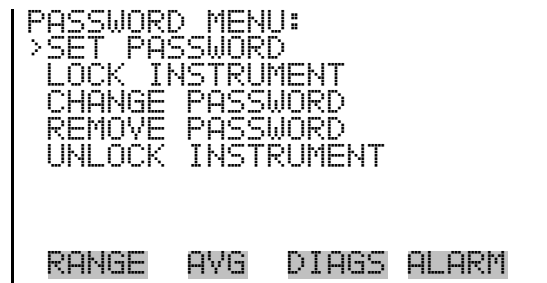 PASSWORD MENU:
>SET PASSWORD
LOCK INSTRUMENT
CHANGE PASSWORD
REMOVE PASSWORD
UNLOCK INSTRUMENT
RANGE AVG DIAGS ALARM